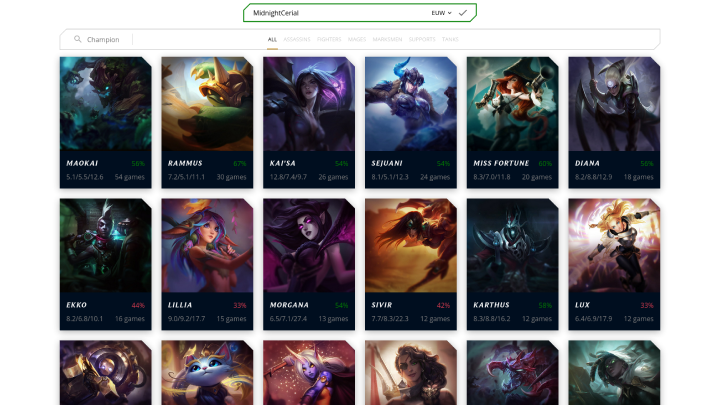 MidnightCerial EUW
Champion ALL ASSASSINS FIGHTERS MAGES MARKSMEN SUPPORTS TANKS
MAOKAI 56% RAMMUS 67% KAI'SA 54% SEJUANI 54% MISS FORTUNE 60% DIANA 56%
5.1/5.5/12.6 54 games 7.2/5.1/11.1 30 games 12.8/7.4/9.7 26 games 8.1/5.1/12.3 24 games 8.3/7.0/11.8 20 games 8.2/8.8/12.9 18 games
EKKO 44% LILLIA 33% MORGANA 54% SIVIR 42% KARTHUS 58% LUX 33%
8.2/6.8/10.1 16 games 9.0/9.2/17.7 15 games 6.5/7.1/27.4 13 games 7.7/8.3/22.3 12 games 8.3/8.8/16.2 12 games 6.4/6.9/17.9 12 games